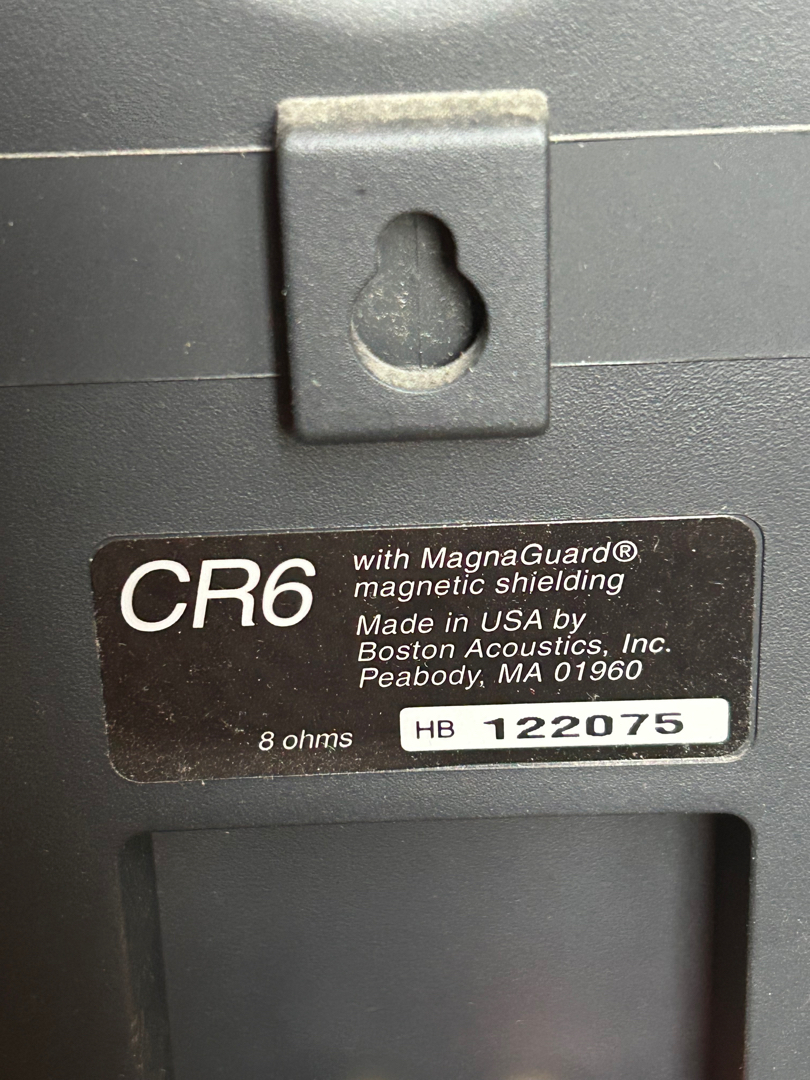 CR6
with MagnaGuard®
magnetic shielding
Made in USA by
Boston Acoustics, Inc.
Peabody, MA 01960
8 ohms
HB 122075